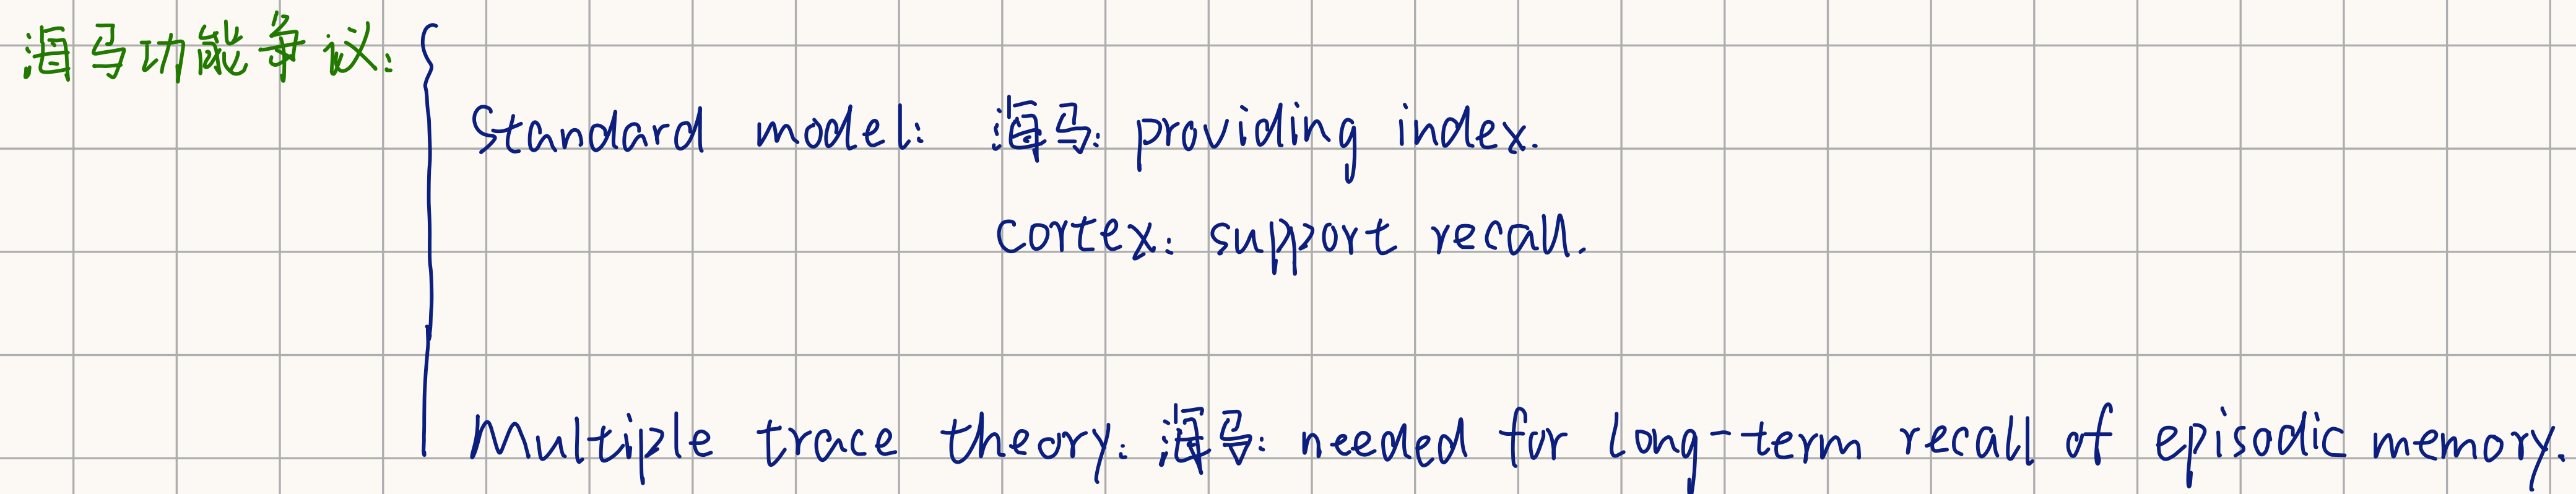 海马功能争议:
Standard model: 海马: providing index.
cortex: support recall.
Multiple trace theory: 海马: needed for long-term recall of episodic memory.